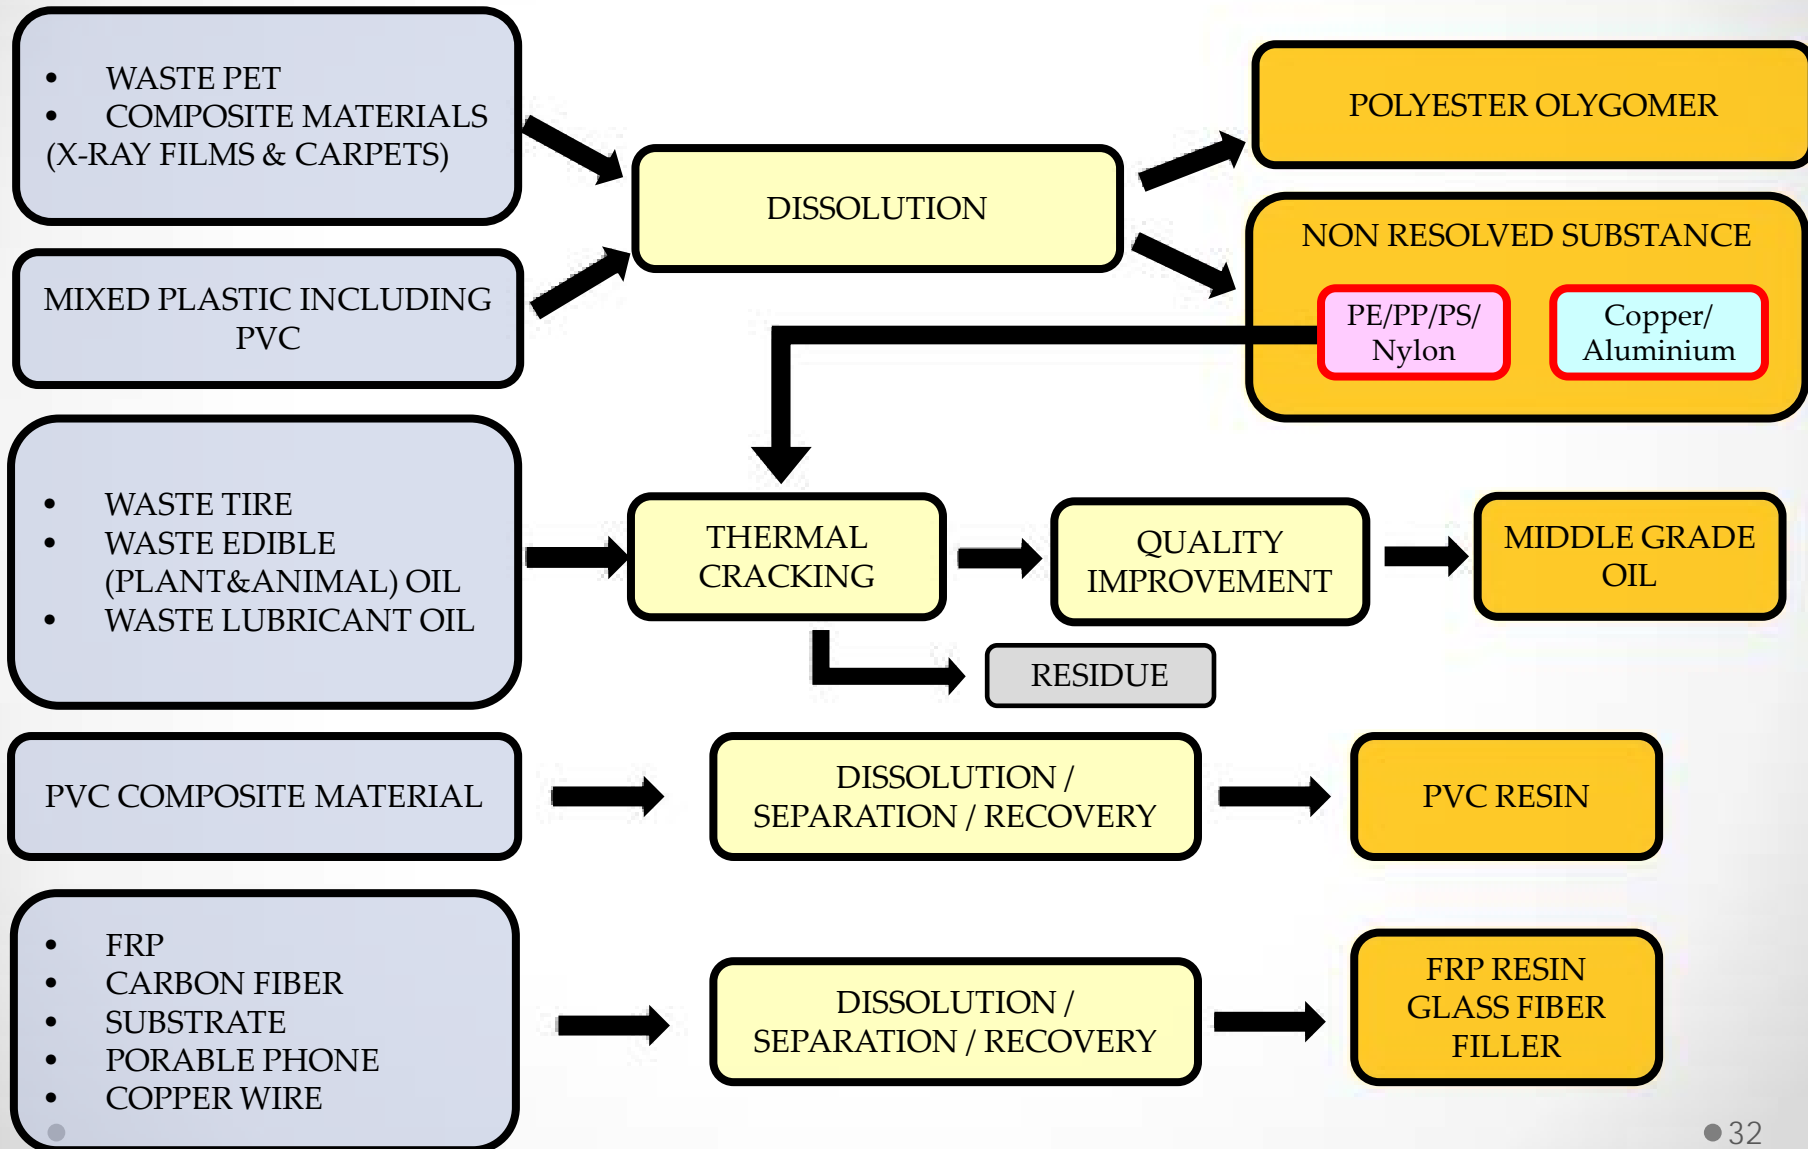 • WASTE PET
• COMPOSITE MATERIALS
(X-RAY FILMS & CARPETS)
MIXED PLASTIC INCLUDING
PVC
DISSOLUTION
POLYESTER OLYGOMER
NON RESOLVED SUBSTANCE
PE/PP/PS/
Nylon
Copper/
Aluminium
• WASTE TIRE
• WASTE EDIBLE
(PLANT&ANIMAL) OIL
• WASTE LUBRICANT OIL
THERMAL
CRACKING
QUALITY
IMPROVEMENT
MIDDLE GRADE
OIL
RESIDUE
PVC COMPOSITE MATERIAL
DISSOLUTION /
SEPARATION / RECOVERY
PVC RESIN
• FRP
• CARBON FIBER
• SUBSTRATE
• PORABLE PHONE
• COPPER WIRE
DISSOLUTION /
SEPARATION / RECOVERY
FRP RESIN
GLASS FIBER
FILLER
• 32